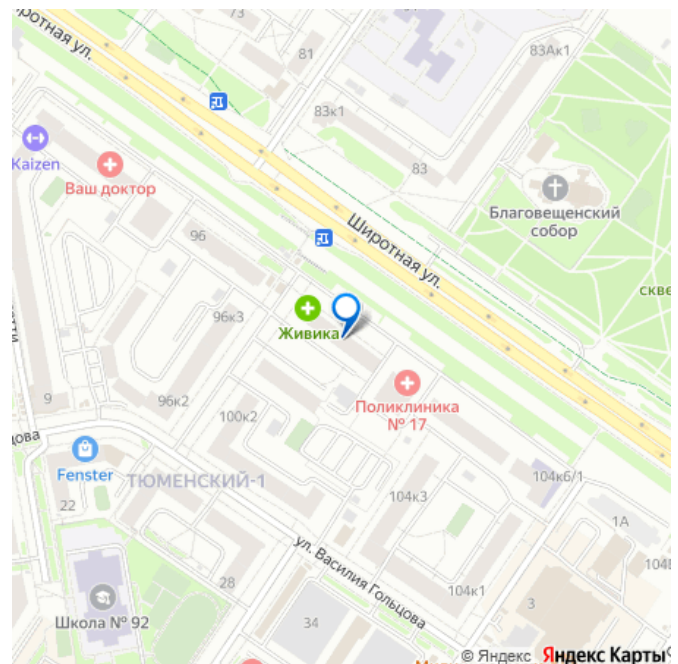 73
73
81
83Ак1
Широтная ул.
83к1
Kaizen
Ваш доктор
83
Благовещенский
собор
96
Широтная ул.
скве
96к3
Живика
9
96к2
100к2
Поликлиника
№ 17
Fenster
ТЮМЕНСКИЙ-1
104к6/1
22
104к3
1А
ул. Василия Гольцова
28
104к1
3
Школа № 92
34
© Яндекс Яндекс Карты